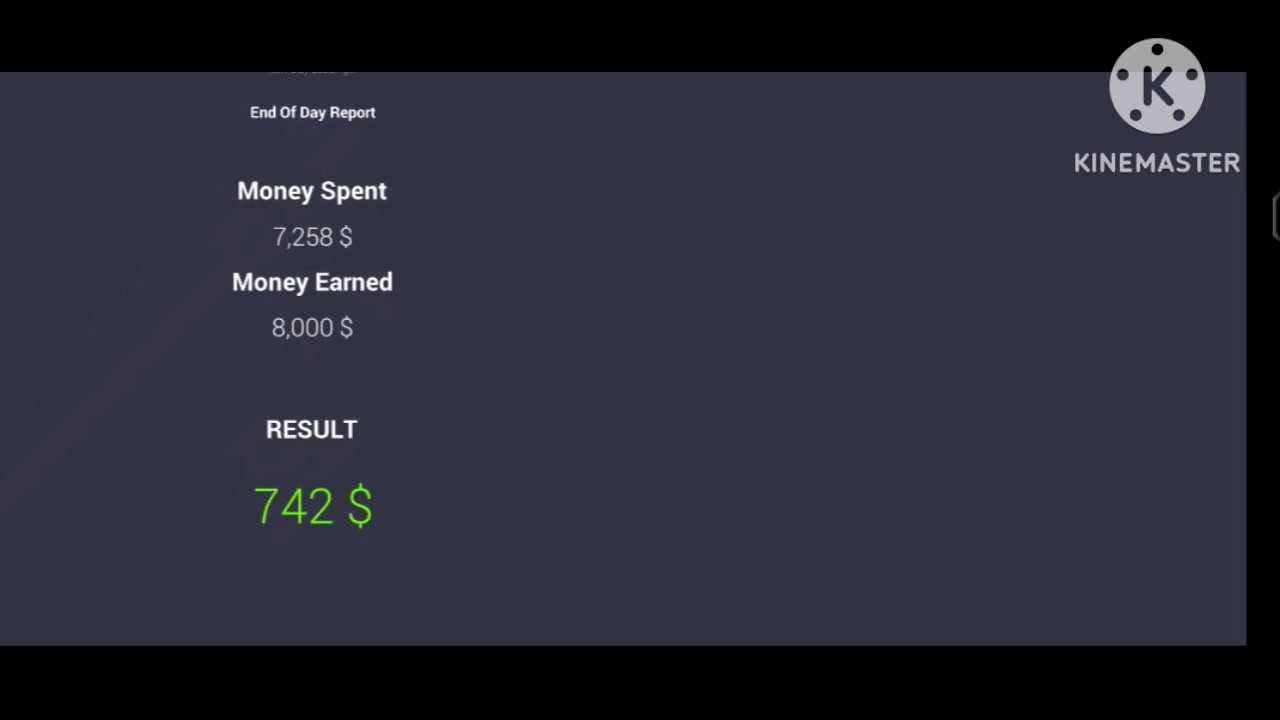 End Of Day Report
K
KINEMASTER
Money Spent
7,258 $
Money Earned
8,000 $
RESULT
742 $